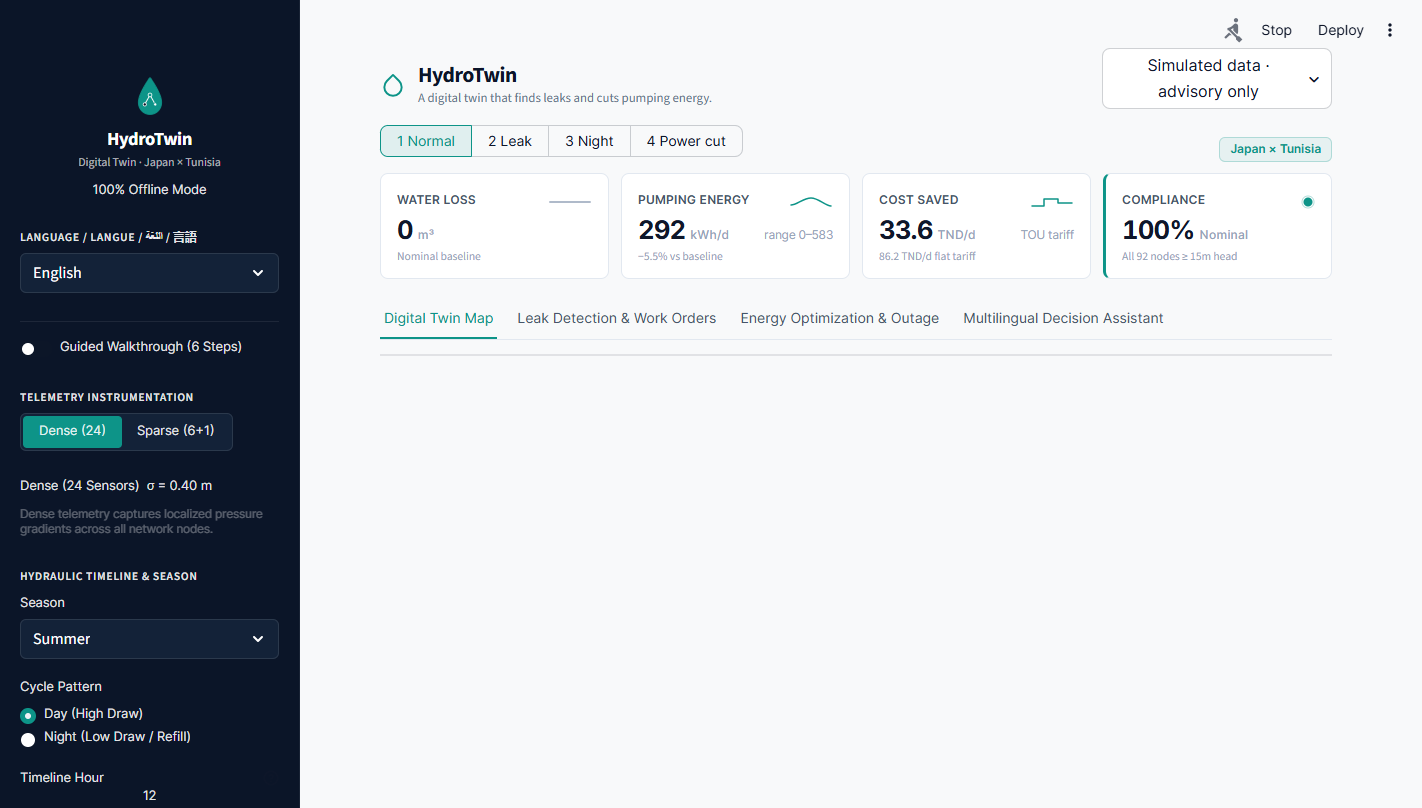 HydroTwin
Digital Twin · Japan × Tunisia
100% Offline Mode
LANGUAGE / LANGUE / اللغة / 言語
English
Guided Walkthrough (6 Steps)
TELEMETRY INSTRUMENTATION
Dense (24)
Sparse (6+1)
Dense (24 Sensors) σ = 0.40 m
Dense telemetry captures localized pressure
gradients across all network nodes.
HYDRAULIC TIMELINE & SEASON
Season
Summer
Cycle Pattern
Day (High Draw)
Night (Low Draw / Refill)
Timeline Hour
12
Stop
Deploy
HydroTwin
A digital twin that finds leaks and cuts pumping energy.
Simulated data ·
advisory only
1 Normal
2 Leak
3 Night
4 Power cut
Japan × Tunisia
WATER LOSS
0 m³
Nominal baseline
PUMPING ENERGY
292 kWh/d
range 0–583
−5.5% vs baseline
COST SAVED
33.6 TND/d
TOU tariff
86.2 TND/d flat tariff
COMPLIANCE
100% Nominal
All 92 nodes ≥ 15m head
Digital Twin Map
Leak Detection & Work Orders
Energy Optimization & Outage
Multilingual Decision Assistant